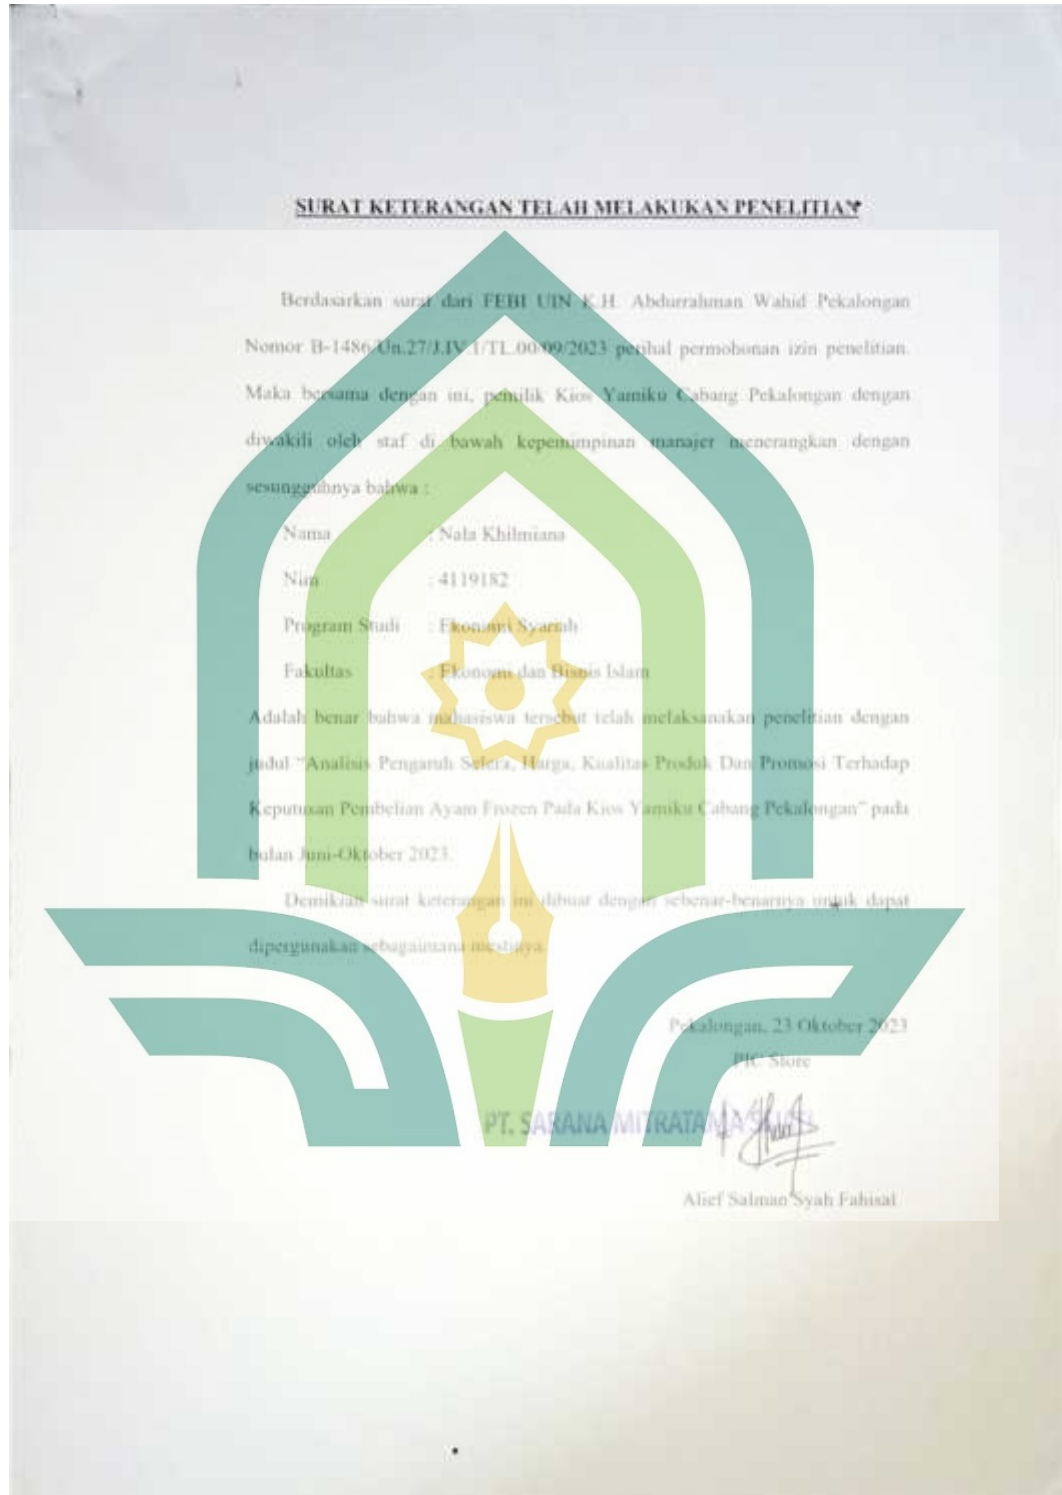 SURAT KETERANGAN TELAH MELAKUKAN PENELITIAN
Berdasarkan surat dari FEBI UIN K.H. Abdurrahman Wahid Pekalongan
Nomor B-1486/Un.27/J.IV.1/TL.00/09/2023 perihal permohonan izin penelitian.
Maka bersama dengan ini, pemilik Kios Yamiku Cabang Pekalongan dengan
diwakili oleh staf di bawah kepemimpinan manajer menerangkan dengan
sesungguhnya bahwa :
Nama : Nala Khilmiana
Nim : 4119182
Program Studi : Ekonomi Syariah
Fakultas : Ekonomi dan Bisnis Islam
Adalah benar bahwa mahasiswa tersebut telah melaksanakan penelitian dengan
judul "Analisis Pengaruh Selera, Harga, Kualitas Produk Dan Promosi Terhadap
Keputusan Pembelian Ayam Frozen Pada Kios Yamiku Cabang Pekalongan" pada
bulan Juni-Oktober 2023.
Demikian surat keterangan ini dibuat dengan sebenar-benarnya untuk dapat
dipergunakan sebagaimana mestinya.
Pekalongan, 23 Oktober 2023
PIC Store
PT. SARANA MITRATAMA
Alief Salman Syah Fahisal